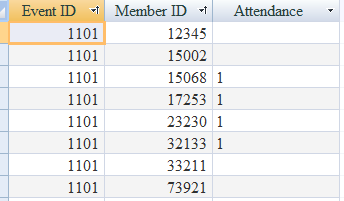 Event ID Member ID Attendance
1101 12345
1101 15002
1101 15068 1
1101 17253 1
1101 23230 1
1101 32133 1
1101 33211
1101 73921